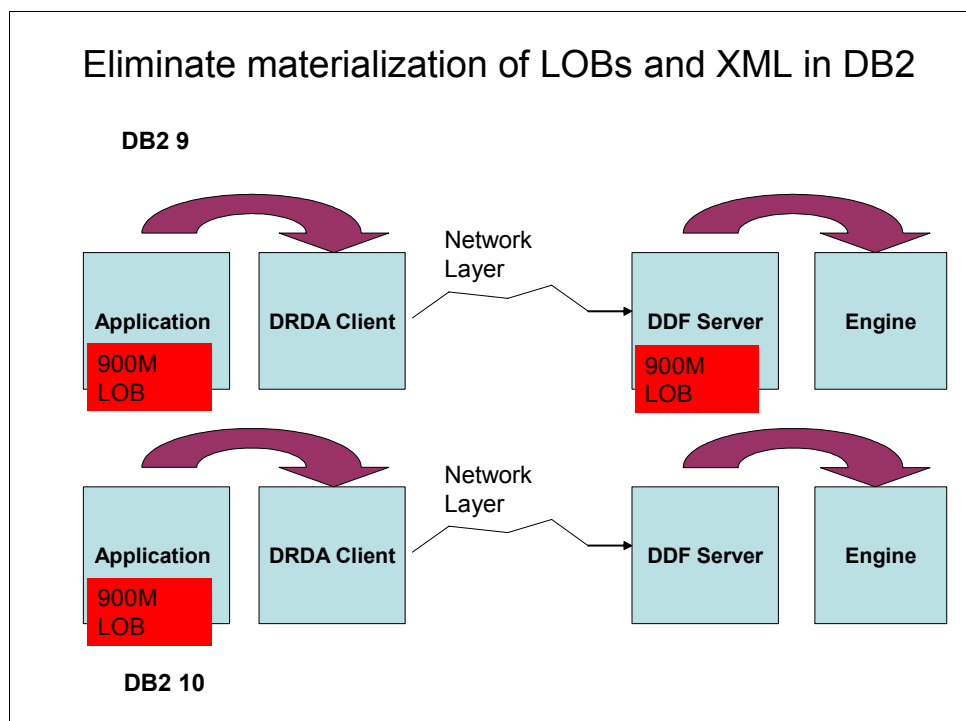 Eliminate materialization of LOBs and XML in DB2
DB2 9
Network
Layer
Application
DRDA Client
DDF Server
Engine
900M
LOB
900M
LOB
Network
Layer
Application
DRDA Client
DDF Server
Engine
900M
LOB
DB2 10